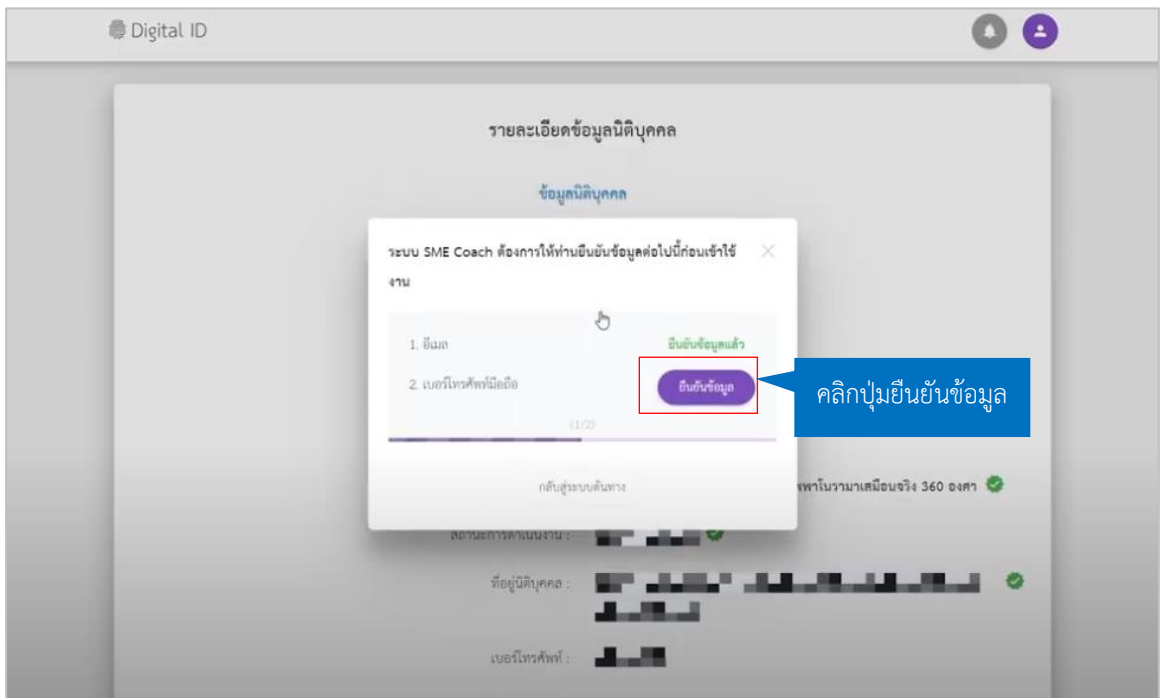 Digital ID
รายละเอียดข้อมูลนิติบุคคล
ข้อมูลนิติบุคคล
ระบบ SME Coach ต้องการให้ท่านยืนยันข้อมูลต่อไปนี้ก่อนเข้าใช้
งาน
1. อีเมล
ยืนยันข้อมูลแล้ว
2. เบอร์โทรศัพท์มือถือ
ยืนยันข้อมูล
คลิกปุ่มยืนยันข้อมูล
(1/2)
กลับสู่ระบบต้นทาง
พาโนรามาเสมือนจริง 360 องศา
สถานะการดำเนินงาน :
ที่อยู่นิติบุคคล :
เบอร์โทรศัพท์ :